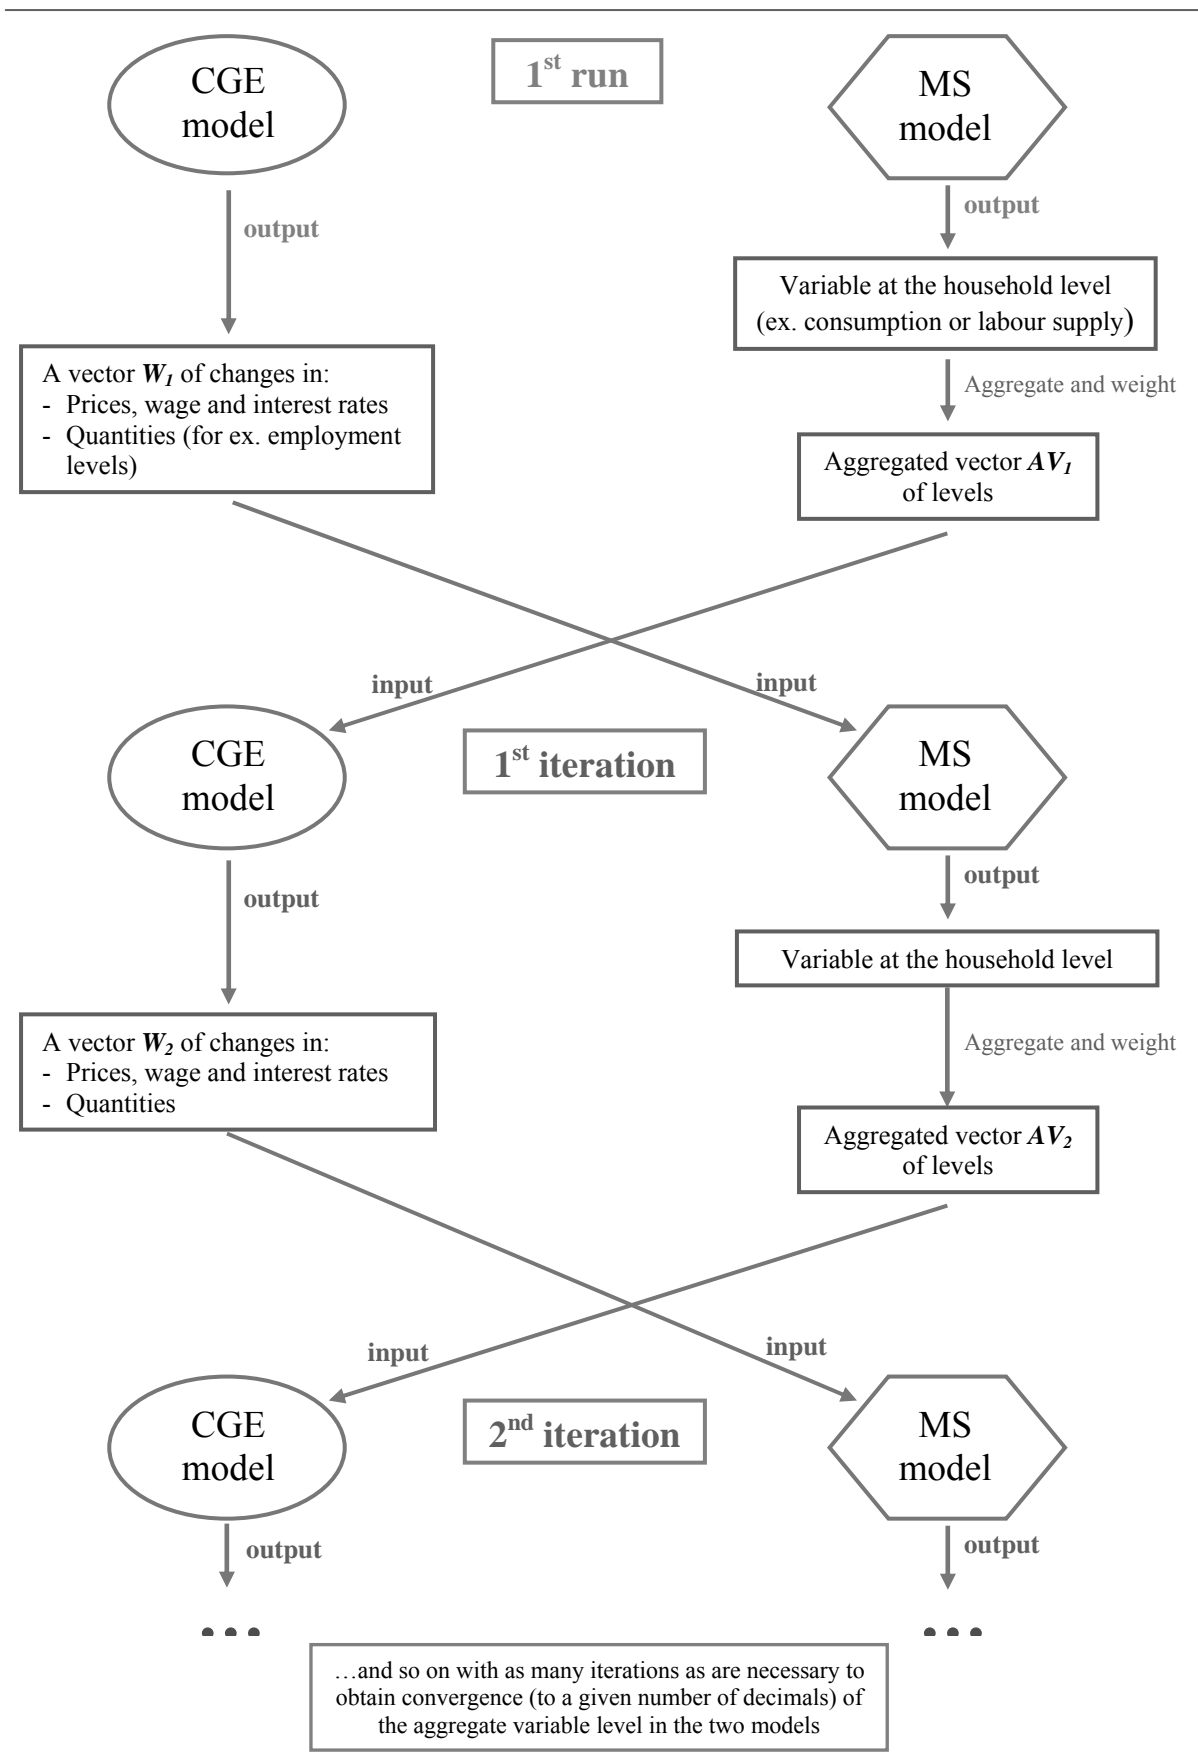 CGE
model
1st run
MS
model
output
output
Variable at the household level
(ex. consumption or labour supply)
A vector W1 of changes in:
- Prices, wage and interest rates
- Quantities (for ex. employment
levels)
Aggregate and weight
Aggregated vector AV1
of levels
input
input
CGE
model
1st iteration
MS
model
output
output
Variable at the household level
A vector W2 of changes in:
- Prices, wage and interest rates
- Quantities
Aggregate and weight
Aggregated vector AV2
of levels
input
input
CGE
model
2nd iteration
MS
model
output
output
…and so on with as many iterations as are necessary to
obtain convergence (to a given number of decimals) of
the aggregate variable level in the two models